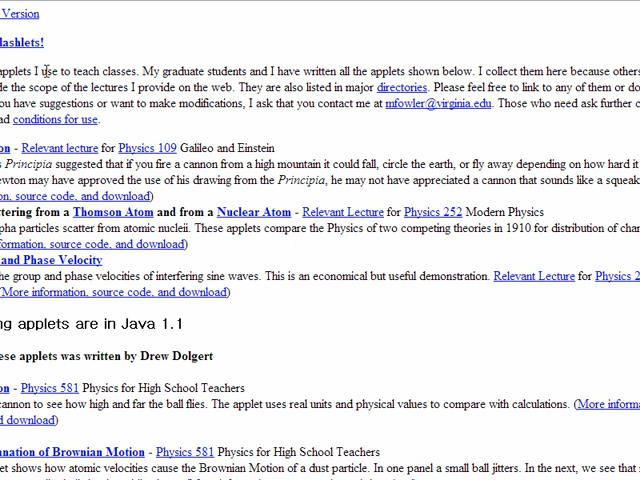 Version
lashlets!
applets I use to teach classes. My graduate students and I have written all the applets shown below. I collect them here because others
de the scope of the lectures I provide on the web. They are also listed in major directories. Please feel free to link to any of them or do
ou have suggestions or want to make modifications, I ask that you contact me at mfowler@virginia.edu. Those who need ask further c
ad conditions for use.
on - Relevant lecture for Physics 109 Galileo and Einstein
s Principia suggested that if you fire a cannon from a high mountain it could fall, circle the earth, or fly away depending on how hard it
ewton may have approved the use of his drawing from the Principia, he may not have appreciated a cannon that sounds like a squeak
on, source code, and download)
ttering from a Thomson Atom and from a Nuclear Atom - Relevant Lecture for Physics 252 Modern Physics
pha particles scatter from atomic nucleii. These applets compare the Physics of two competing theories in 1910 for distribution of char
formation, source code, and download)
and Phase Velocity
he group and phase velocities of interfering sine waves. This is an economical but useful demonstration. Relevant Lecture for Physics 2
(More information, source code, and download)
ng applets are in Java 1.1
ese applets was written by Drew Dolgert
on - Physics 581 Physics for High School Teachers
cannon to see how high and far the ball flies. The applet uses real units and physical values to compare with calculations. (More informa
d download)
anation of Brownian Motion - Physics 581 Physics for High School Teachers
et shows how atomic velocities cause the Brownian Motion of a dust particle. In one panel a small ball jitters. In the next, we see that